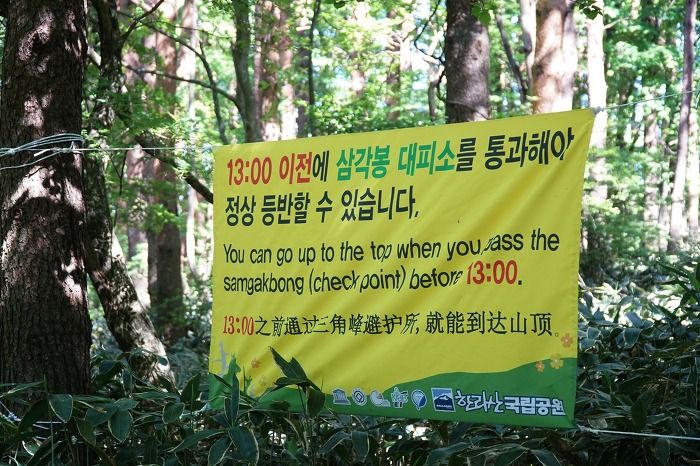 13:00 이전에 삼각봉 대피소를 통과해야
정상 등반할 수 있습니다.
You can go up to the top when you pass the
samgakbong (check point) before 13:00.
13:00之前通过三角峰避护所, 就能到达山顶。
한라산국립공원